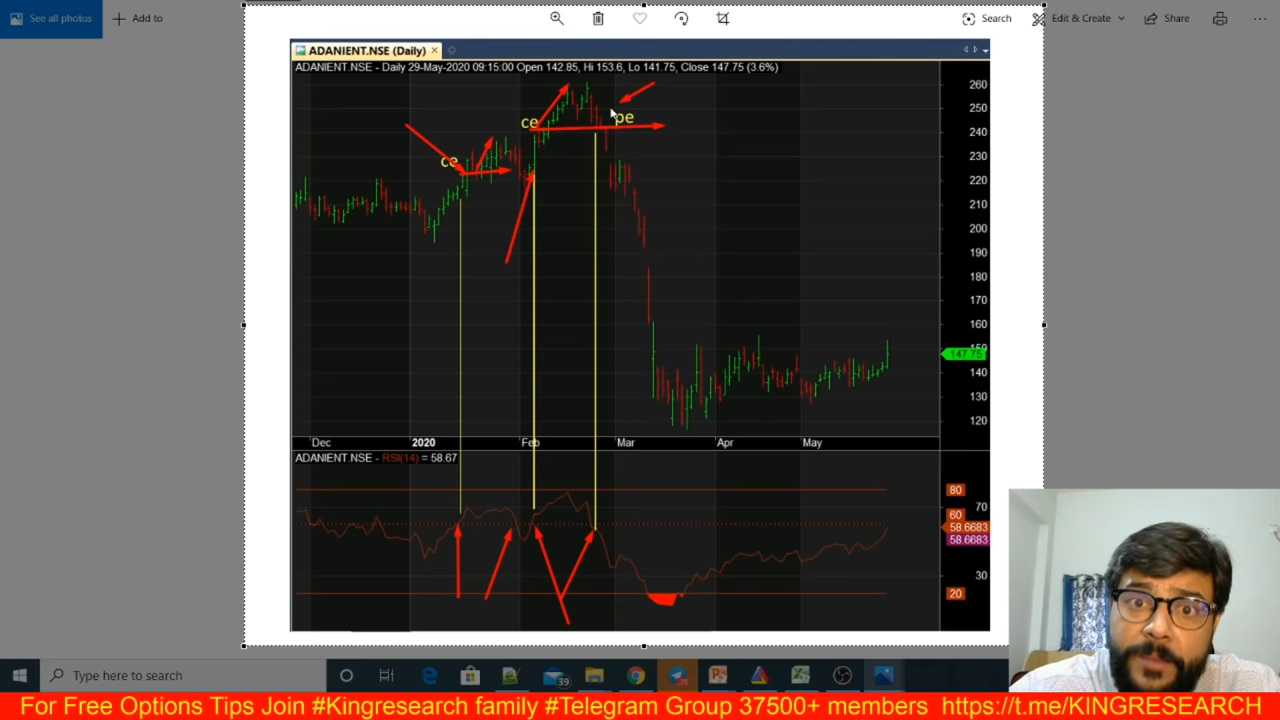 See all photos
Add to
Search
Edit & Create
Share
ADANIENT.NSE (Daily)
ADANIENT.NSE - Daily 29-May-2020 09:15:00 Open 142.85, Hi 153.6, Lo 141.75, Close 147.75 (3.6%)
260
250
240
230
220
210
200
190
180
170
160
150
147.75
140
130
120
ce
ce
pe
Dec
2020
Feb
Mar
Apr
May
ADANIENT.NSE - RSI(14) = 58.67
80
70
60
58.6683
58.6683
30
20
Type here to search
39
For Free Options Tips Join #Kingresearch family #Telegram Group 37500+ members https://t.me/KINGRESEARCH